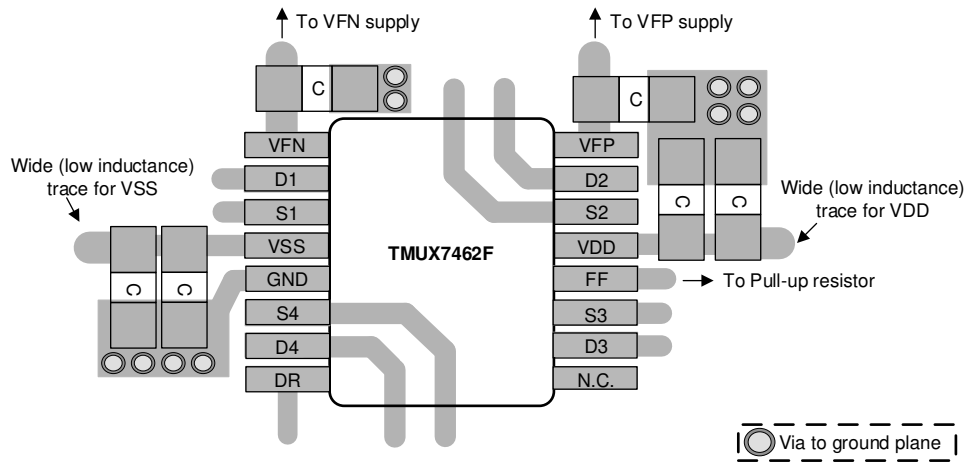 To VFN supply
To VFP supply
C
C
VFN
VFP
D1
D2
Wide (low inductance)
trace for VSS
S1
S2
C
C
Wide (low inductance)
trace for VDD
VSS
TMUX7462F
VDD
GND
FF
To Pull-up resistor
C
C
S4
S3
D4
D3
DR
N.C.
Via to ground plane